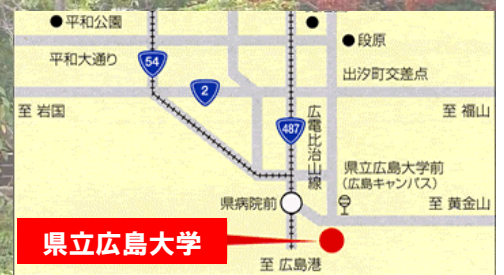 平和公園
段原
平和大通り
54
出汐町交差点
2
至 岩国
至 福山
広電比治山線
487
県立広島大学前
(広島キャンパス)
県病院前
至 黄金山
県立広島大学
至 広島港